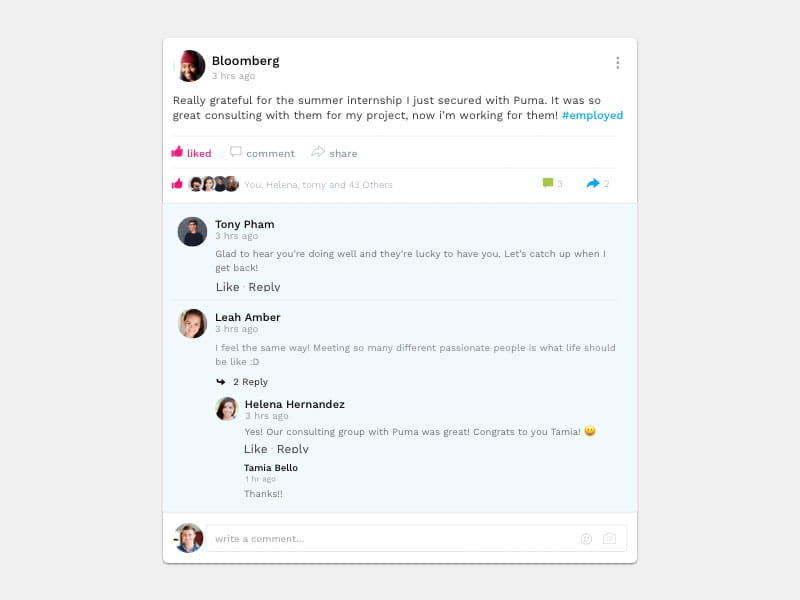 Bloomberg
3 hrs ago
Really grateful for the summer internship I just secured with Puma. It was so
great consulting with them for my project, now i'm working for them! #employed
liked comment share
You, Helena, tomy and 43 Others 3 2
Tony Pham
3 hrs ago
Glad to hear you're doing well and they're lucky to have you. Let's catch up when I
get back!
Like · Reply
Leah Amber
3 hrs ago
I feel the same way! Meeting so many different passionate people is what life should
be like :D
2 Reply
Helena Hernandez
3 hrs ago
Yes! Our consulting group with Puma was great! Congrats to you Tamia! 😀
Like · Reply
Tamia Bello
1 hr ago
Thanks!!
write a comment...